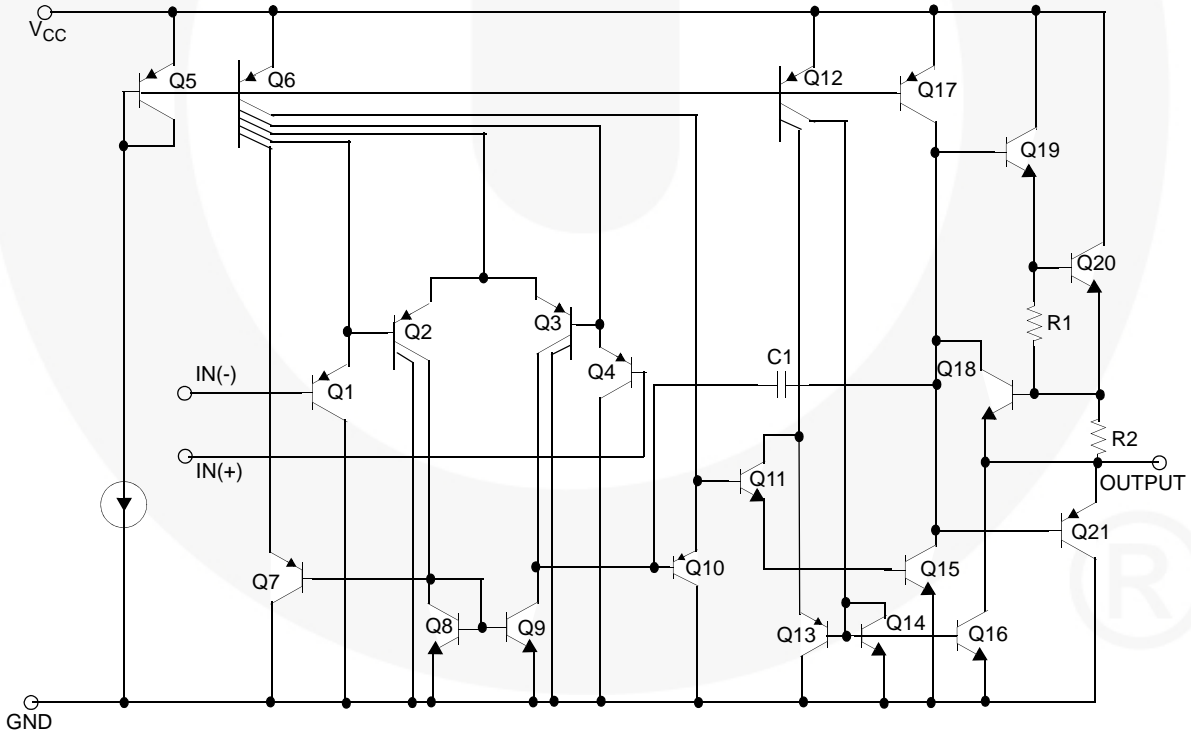 VCC
Q5
Q6
Q12
Q17
Q19
Q20
R1
Q2
Q3
Q4
C1
Q18
IN(-)
Q1
R2
IN(+)
Q11
OUTPUT
Q21
Q7
Q10
Q15
Q8
Q9
Q13
Q14
Q16
GND
®